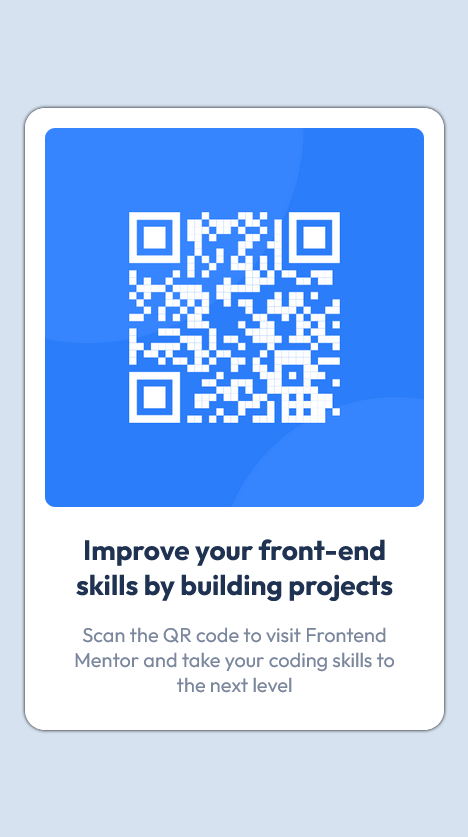 Improve your front-end
skills by building projects
Scan the QR code to visit Frontend
Mentor and take your coding skills to
the next level